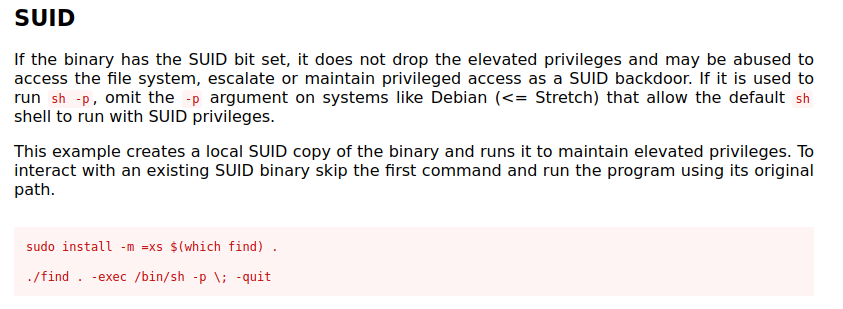 SUID
If the binary has the SUID bit set, it does not drop the elevated privileges and may be abused to
access the file system, escalate or maintain privileged access as a SUID backdoor. If it is used to
run sh -p, omit the -p argument on systems like Debian (<= Stretch) that allow the default sh
shell to run with SUID privileges.
This example creates a local SUID copy of the binary and runs it to maintain elevated privileges. To
interact with an existing SUID binary skip the first command and run the program using its original
path.
sudo install -m =xs $(which find) .
./find . -exec /bin/sh -p \; -quit